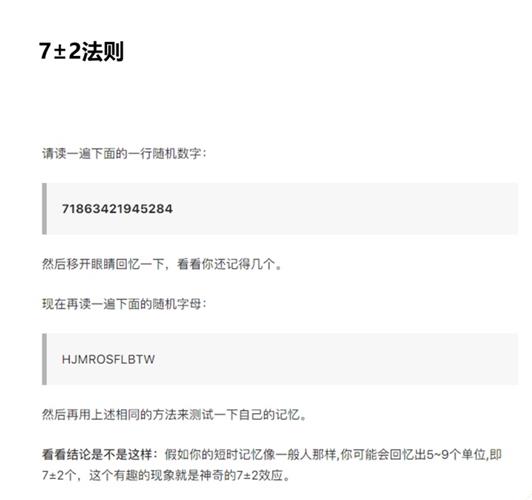 7±2法则
请读一遍下面的一行随机数字：
71863421945284
然后移开眼睛回忆一下，看看你还记得几个。
现在再读一遍下面的随机字母：
HJMROSFLBTW
然后再用上述相同的方法来测试一下自己的记忆。
看看结论是不是这样：假如你的短时记忆像一般人那样,你可能会回忆出5~9个单位,即
7±2个，这个有趣的现象就是神奇的7±2效应。